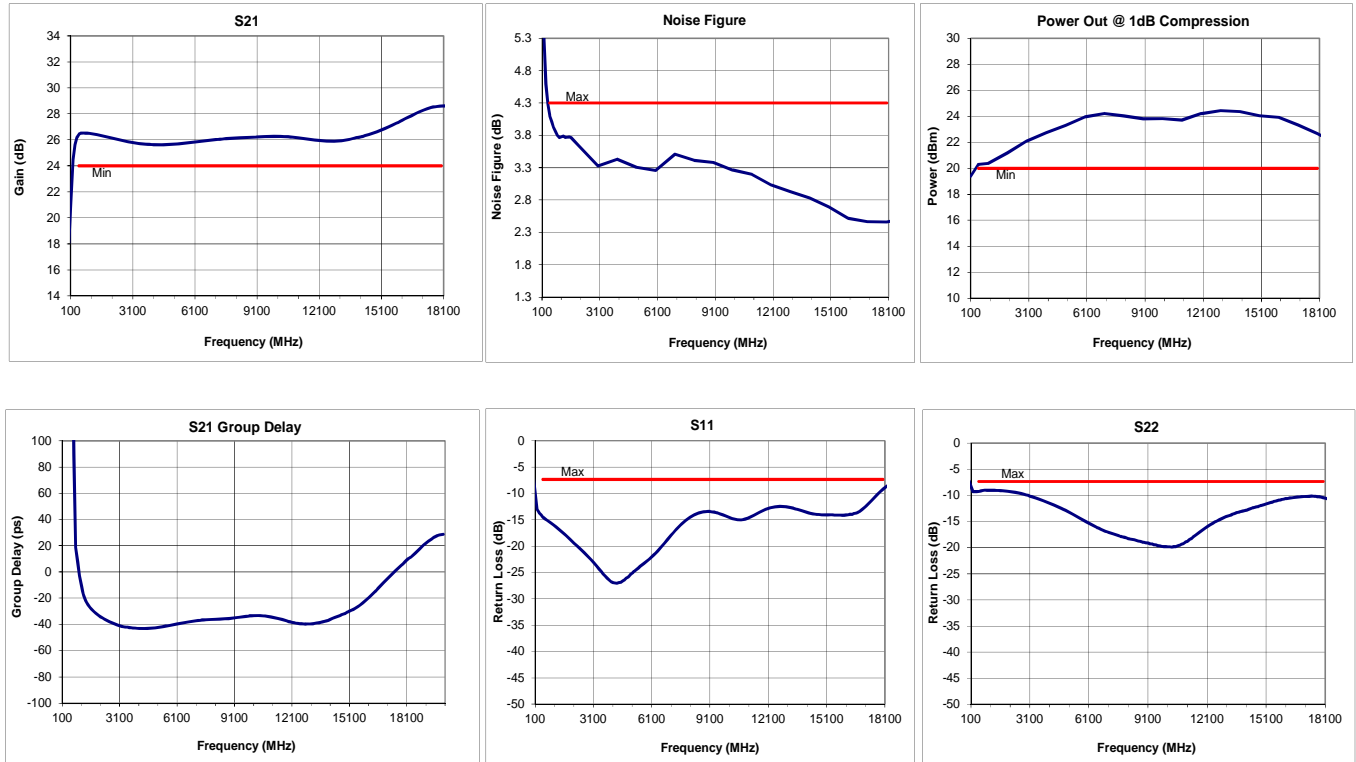 S21
34
32
30
28
26
24
22
20
18
16
14
Gain (dB)
Min
100 3100 6100 9100 12100 15100 18100
Frequency (MHz)
Noise Figure
5.3
4.8
4.3
3.8
3.3
2.8
2.3
1.8
1.3
Noise Figure (dB)
Max
100 3100 6100 9100 12100 15100 18100
Frequency (MHz)
Power Out @ 1dB Compression
30
28
26
24
22
20
18
16
14
12
10
Power (dBm)
Min
100 3100 6100 9100 12100 15100 18100
Frequency (MHz)
S21 Group Delay
100
80
60
40
20
0
-20
-40
-60
-80
-100
Group Delay (ps)
100 3100 6100 9100 12100 15100 18100
Frequency (MHz)
S11
0
-5
-10
-15
-20
-25
-30
-35
-40
-45
-50
Return Loss (dB)
Max
100 3100 6100 9100 12100 15100 18100
Frequency (MHz)
S22
0
-5
-10
-15
-20
-25
-30
-35
-40
-45
-50
Return Loss (dB)
Max
100 3100 6100 9100 12100 15100 18100
Frequency (MHz)